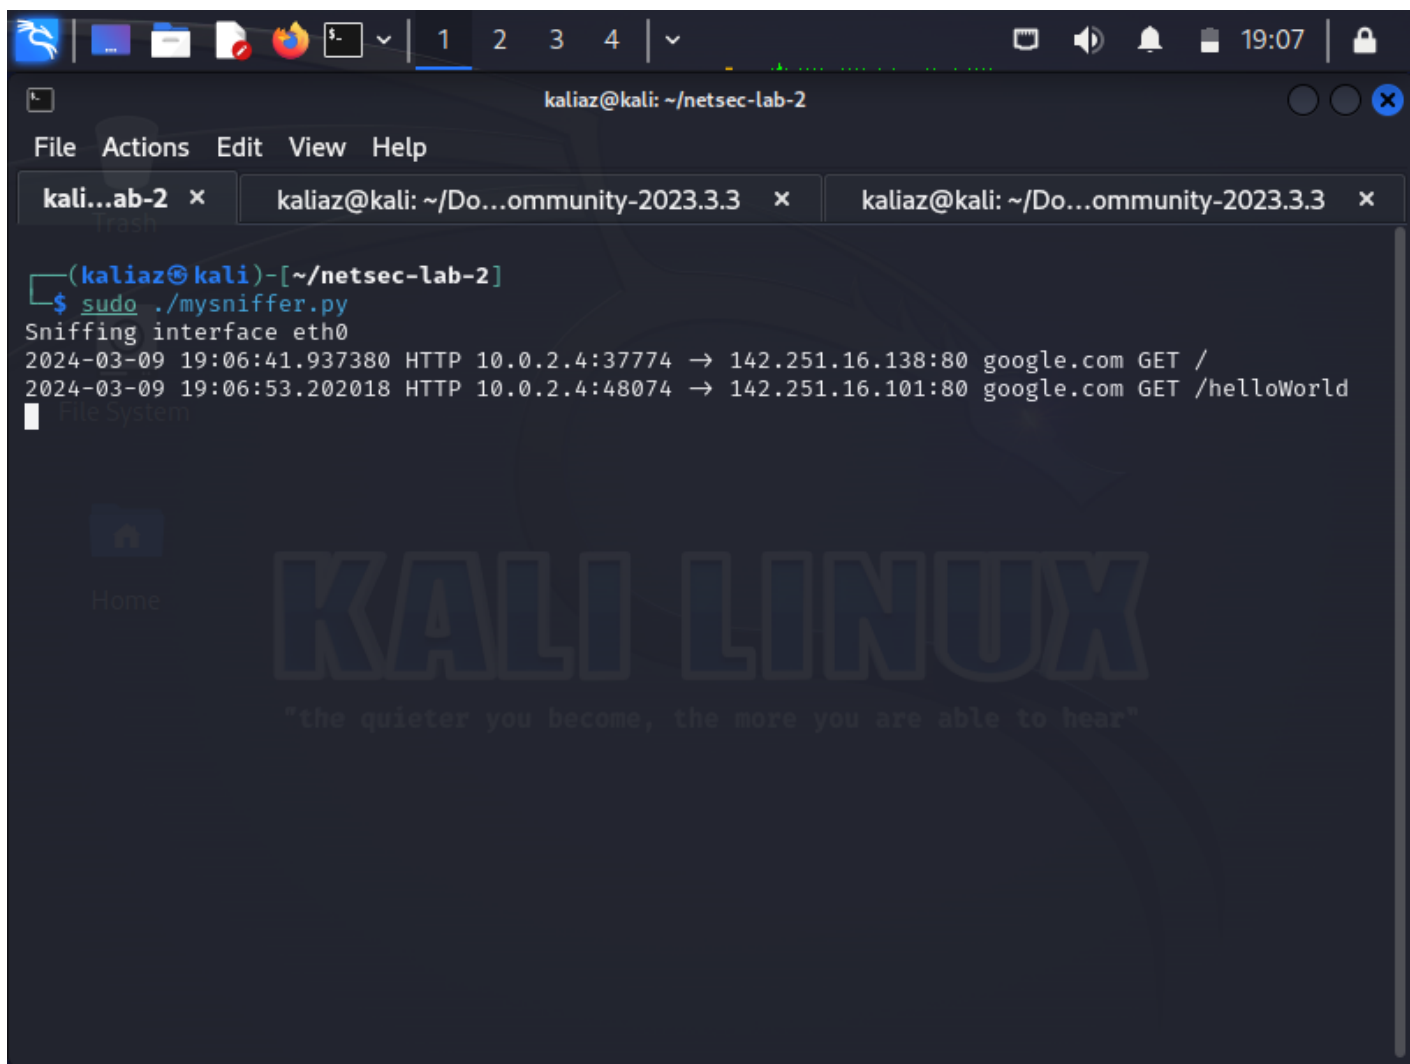 1 2 3 4 19:07
kaliaz@kali: ~/netsec-lab-2
File Actions Edit View Help
kali...ab-2 × kaliaz@kali: ~/Do...ommunity-2023.3.3 × kaliaz@kali: ~/Do...ommunity-2023.3.3 ×
Trash
(kaliaz㉿kali)-[~/netsec-lab-2]
$ sudo ./mysniffer.py
Sniffing interface eth0
2024-03-09 19:06:41.937380 HTTP 10.0.2.4:37774 → 142.251.16.138:80 google.com GET /
2024-03-09 19:06:53.202018 HTTP 10.0.2.4:48074 → 142.251.16.101:80 google.com GET /helloWorld
File System
Home
KALI LINUX
"the quieter you become, the more you are able to hear"